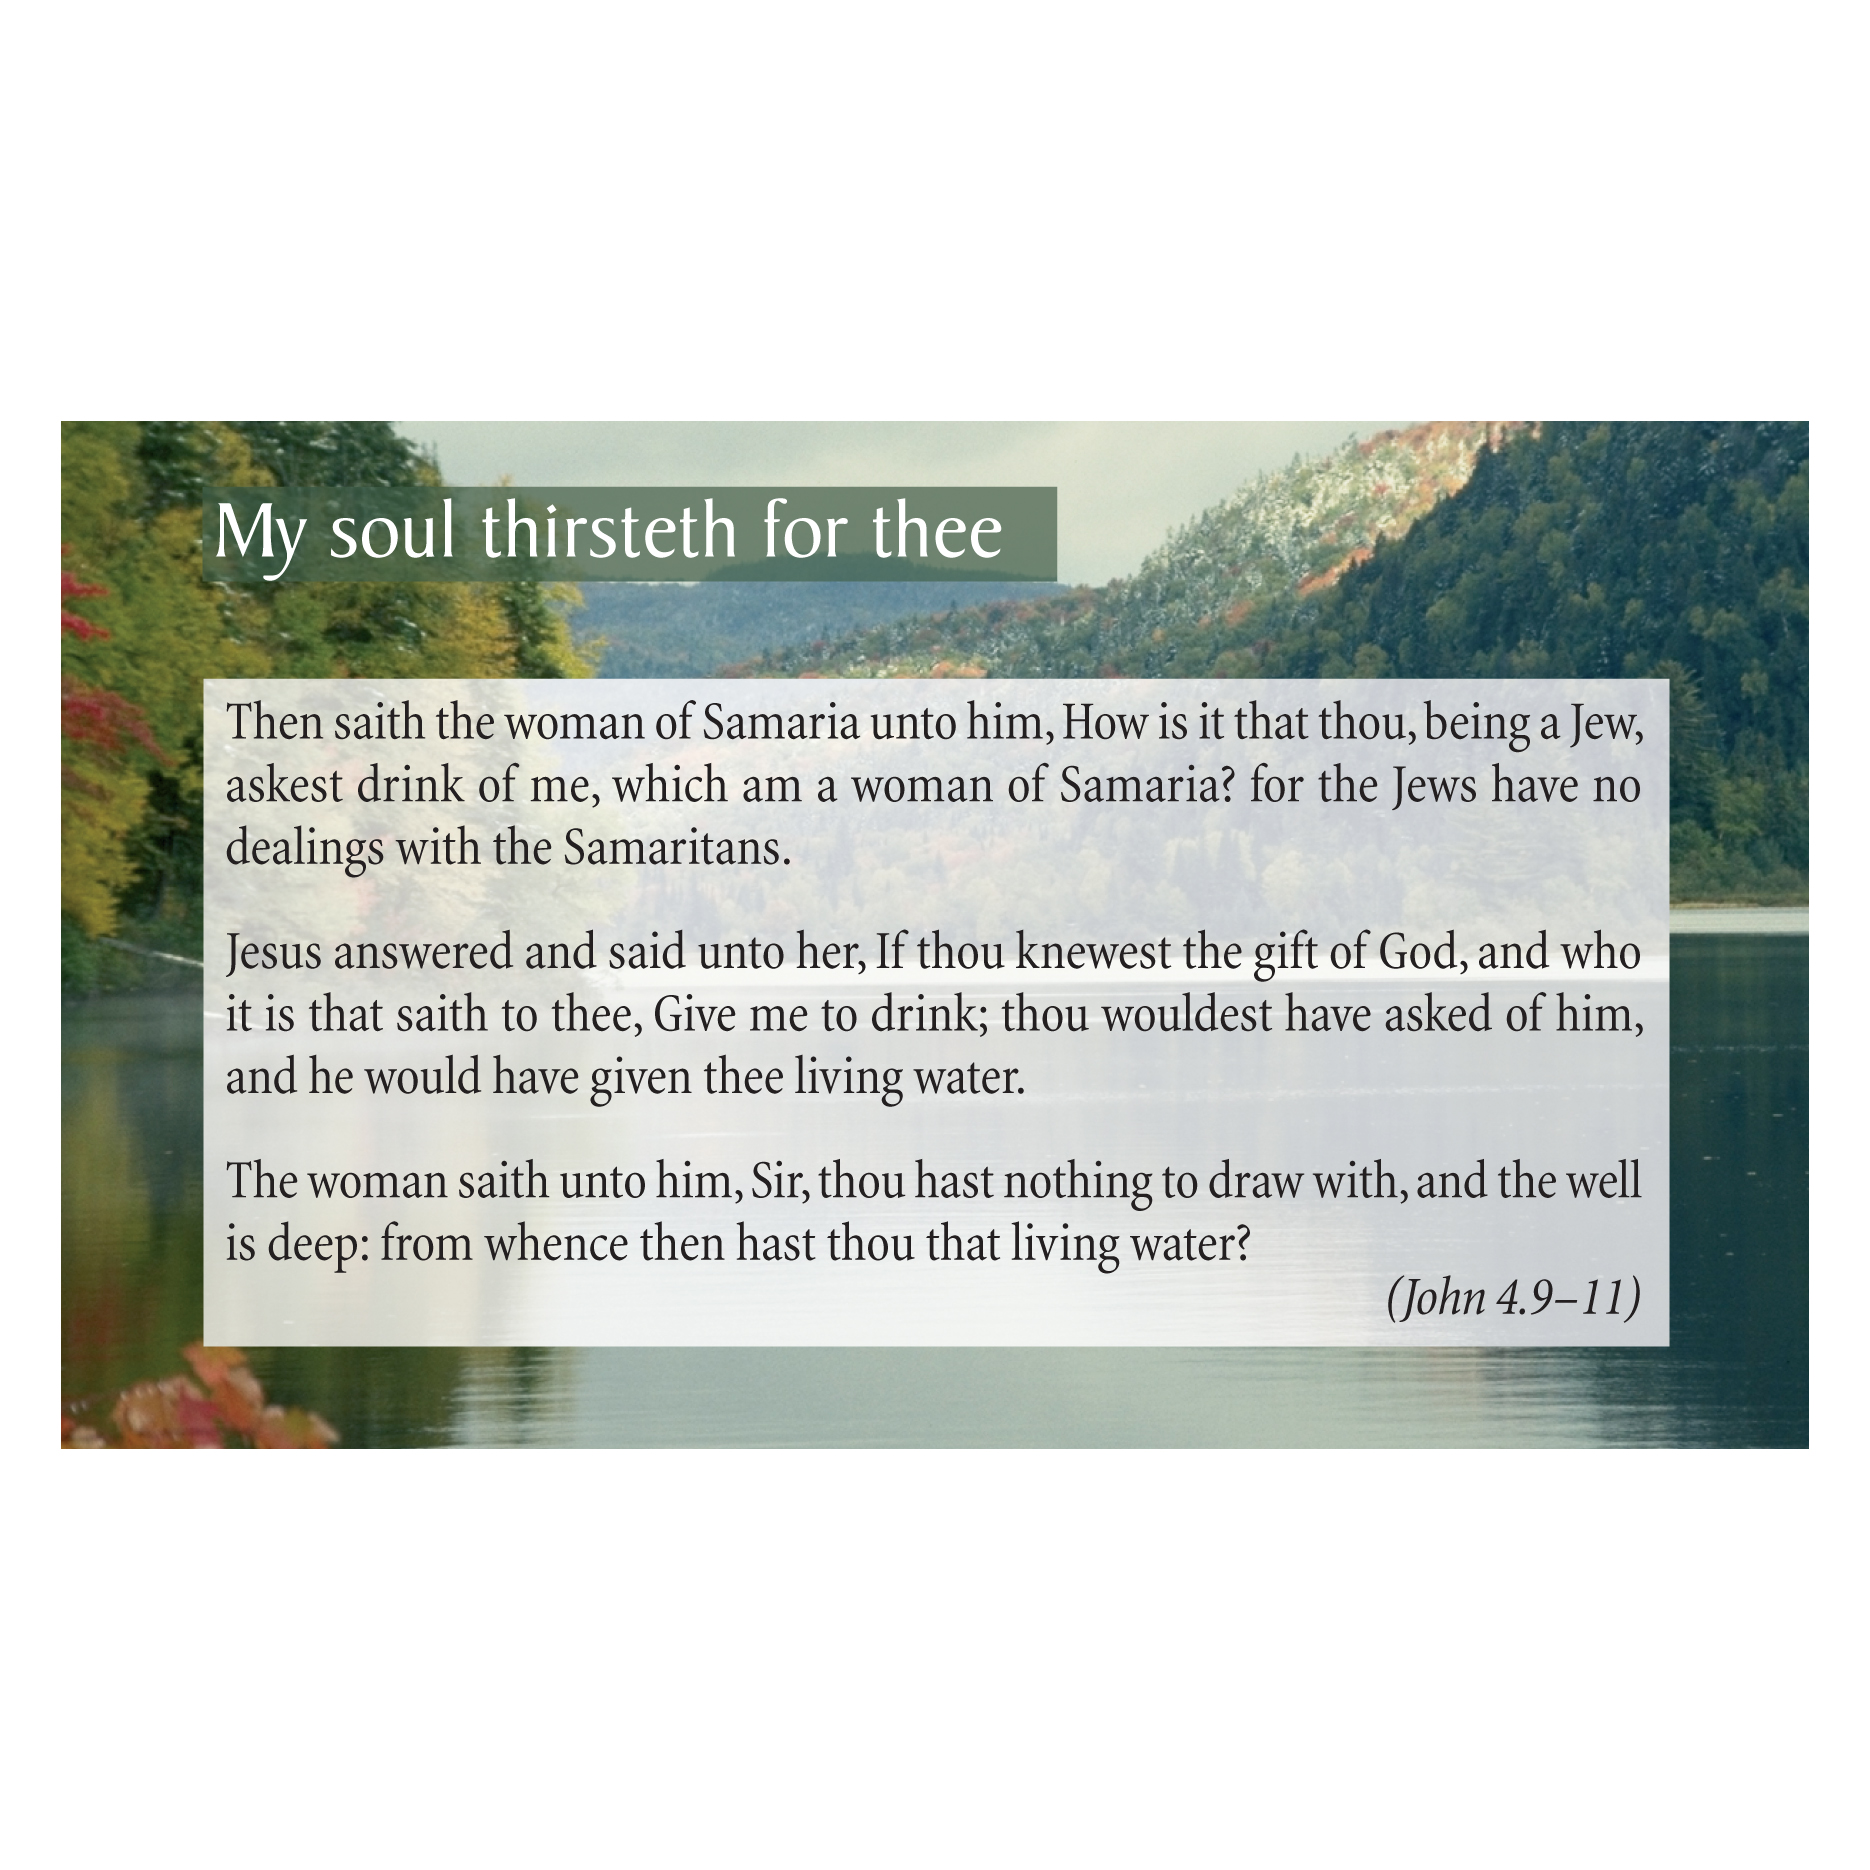 My soul thirsteth for thee
Then saith the woman of Samaria unto him, How is it that thou, being a Jew,
askest drink of me, which am a woman of Samaria? for the Jews have no
dealings with the Samaritans.
Jesus answered and said unto her, If thou knewest the gift of God, and who
it is that saith to thee, Give me to drink; thou wouldest have asked of him,
and he would have given thee living water.
The woman saith unto him, Sir, thou hast nothing to draw with, and the well
is deep: from whence then hast thou that living water?
(John 4.9–11)